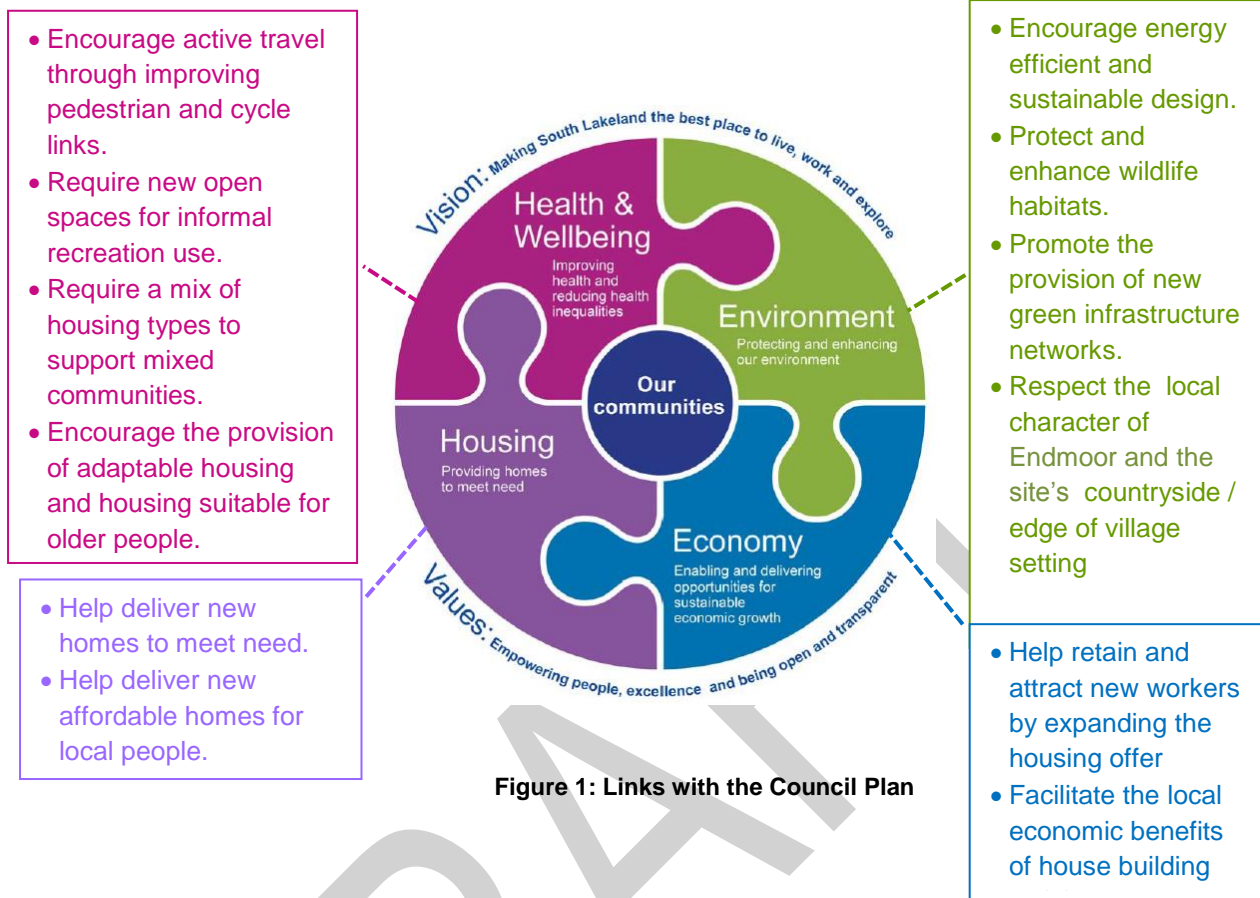 • Encourage active travel
through improving
pedestrian and cycle
links.
• Require new open
spaces for informal
recreation use.
• Require a mix of
housing types to
support mixed
communities.
• Encourage the provision
of adaptable housing
and housing suitable for
older people.
• Help deliver new
homes to meet need.
• Help deliver new
affordable homes for
local people.
Vision: Making South Lakeland the best place to live, work and explore
Health &
Wellbeing
Improving
health and
reducing health
inequalities
Environment
Protecting and enhancing
our environment
Our
communities
Housing
Providing homes
to meet need
Economy
Enabling and delivering
opportunities for
sustainable
economic growth
Values: Empowering people, excellence and being open and transparent
Figure 1: Links with the Council Plan
• Encourage energy
efficient and
sustainable design.
• Protect and
enhance wildlife
habitats.
• Promote the
provision of new
green infrastructure
networks.
• Respect the local
character of
Endmoor and the
site's countryside /
edge of village
setting
• Help retain and
attract new workers
by expanding the
housing offer
• Facilitate the local
economic benefits
of house building